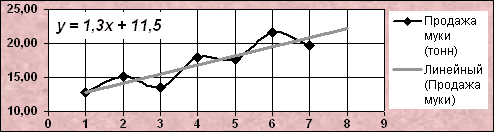 25,00
20,00
15,00
10,00
y = 1,3x + 11,5
0 1 2 3 4 5 6 7 8 9
Продажа
муки
(тонн)
Линейный
(Продажа
муки)